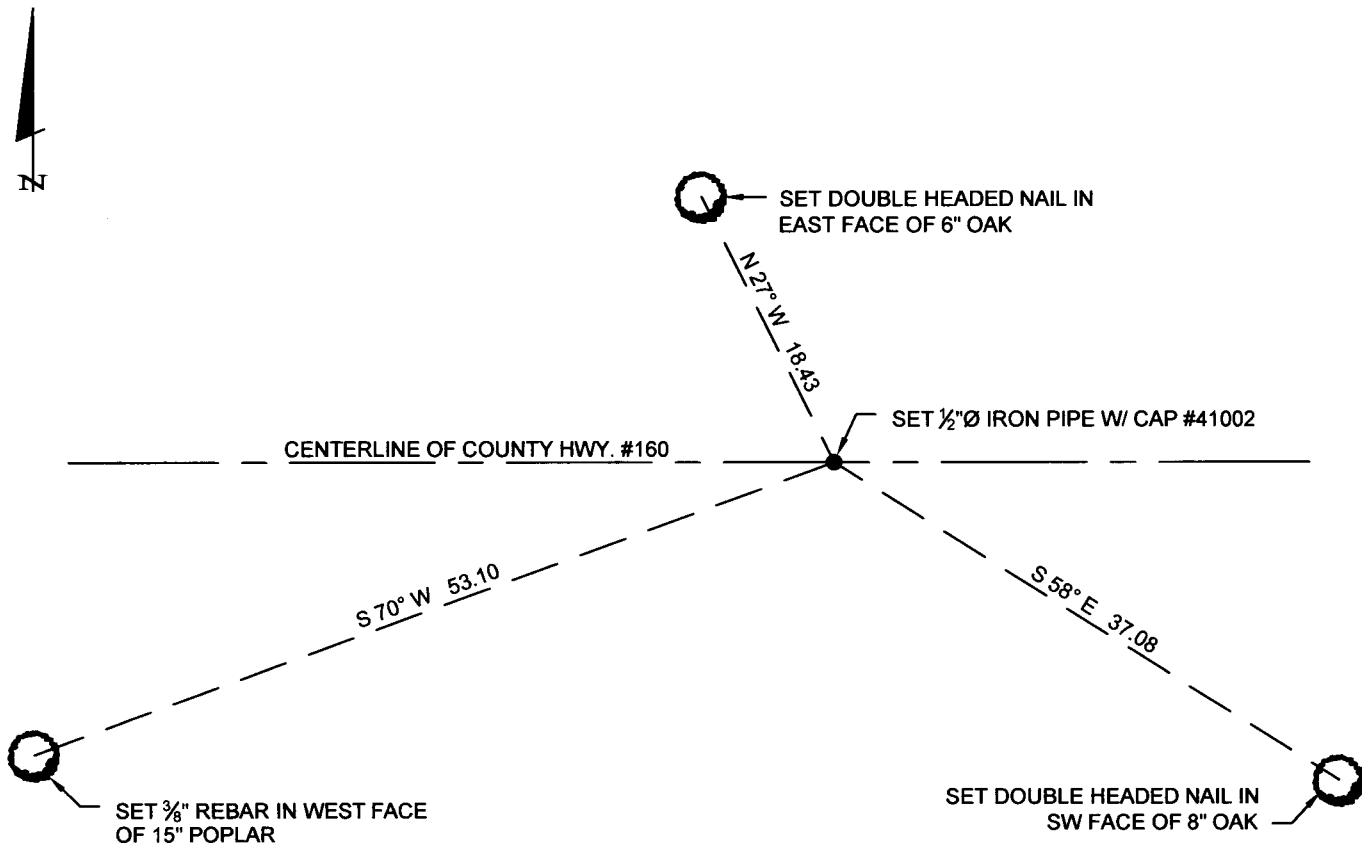 N
SET DOUBLE HEADED NAIL IN
EAST FACE OF 6" OAK
N 27° W 18.43
SET ½"Ø IRON PIPE W/ CAP #41002
CENTERLINE OF COUNTY HWY. #160
S 70° W 53.10
S 58° E 37.08
SET ⅜" REBAR IN WEST FACE
OF 15" POPLAR
SET DOUBLE HEADED NAIL IN
SW FACE OF 8" OAK